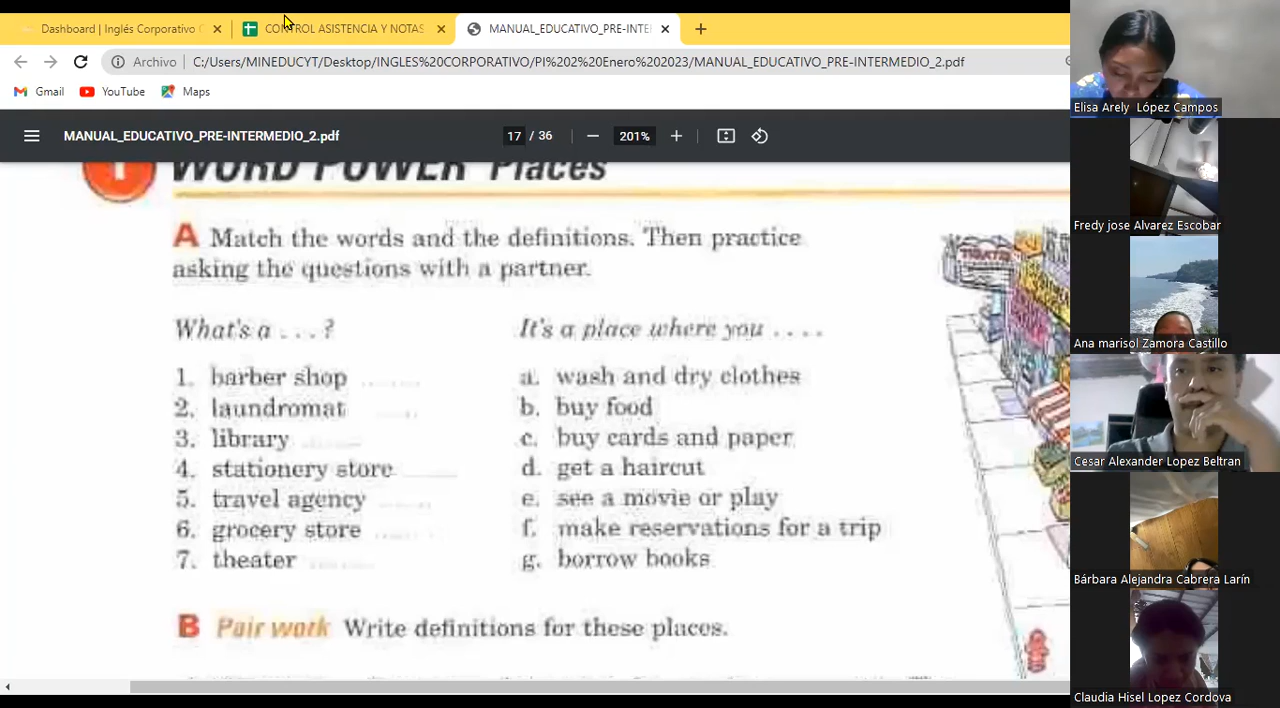 Dashboard | Inglés Corporativo
CONTROL ASISTENCIA Y NOTAS
MANUAL_EDUCATIVO_PRE-INTE
Archivo
C:/Users/MINEDUCYT/Desktop/INGLES%20CORPORATIVO/PI%202%20Enero%202023/MANUAL_EDUCATIVO_PRE-INTERMEDIO_2.pdf
Gmail
YouTube
Maps
MANUAL_EDUCATIVO_PRE-INTERMEDIO_2.pdf
17 / 36
201%
1 WORD POWER Places
A Match the words and the definitions. Then practice
asking the questions with a partner.
What's a . . . ?
1. barber shop ........
2. laundromat ........
3. library ........
4. stationery store ........
5. travel agency ........
6. grocery store ........
7. theater ........
It's a place where you . . . .
a. wash and dry clothes
b. buy food
c. buy cards and paper
d. get a haircut
e. see a movie or play
f. make reservations for a trip
g. borrow books
B Pair work Write definitions for these places.
THEATER
Elisa Arely López Campos
Fredy jose Alvarez Escobar
Ana marisol Zamora Castillo
Cesar Alexander Lopez Beltran
Bárbara Alejandra Cabrera Larín
Claudia Hisel Lopez Cordova